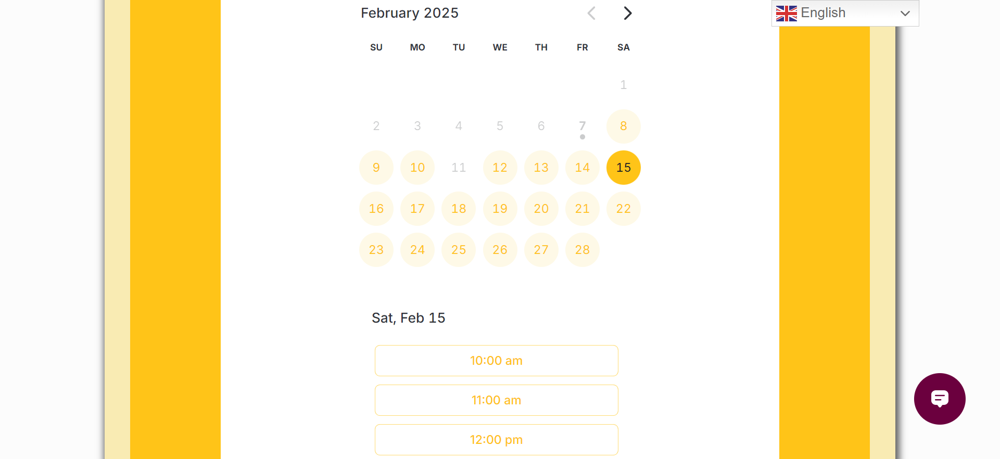 February 2025
English
SU MO TU WE TH FR SA
1
2 3 4 5 6 7 8
9 10 11 12 13 14 15
16 17 18 19 20 21 22
23 24 25 26 27 28
Sat, Feb 15
10:00 am
11:00 am
12:00 pm